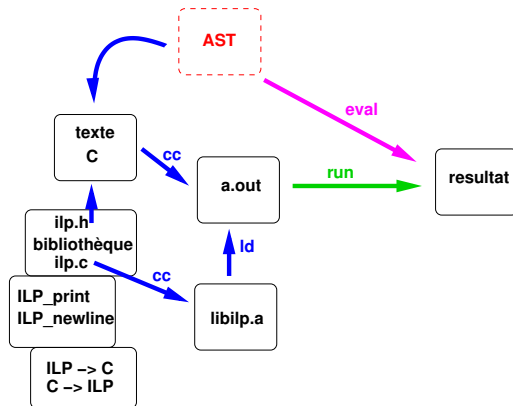 AST
eval
texte
C
cc
a.out
run
resultat
ilp.h
bibliothèque
ilp.c
cc
ld
ILP_print
ILP_newline
libilp.a
ILP -> C
C -> ILP